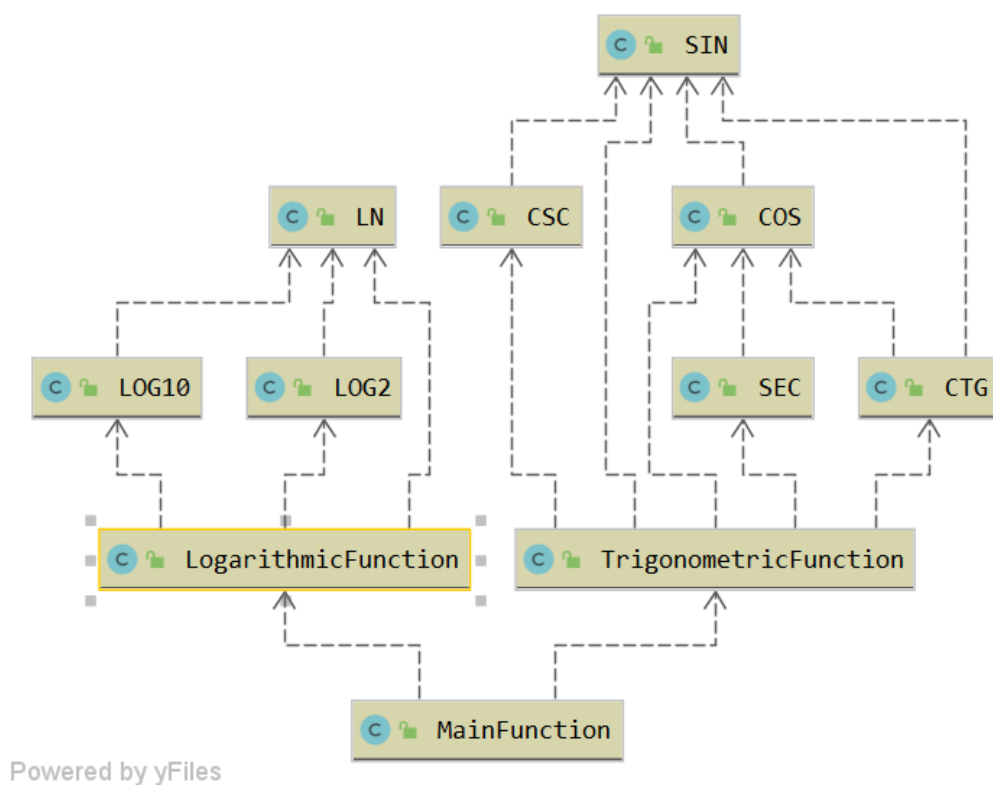 SIN
LN
CSC
COS
LOG10
LOG2
SEC
CTG
LogarithmicFunction
TrigonometricFunction
MainFunction
Powered by yFiles